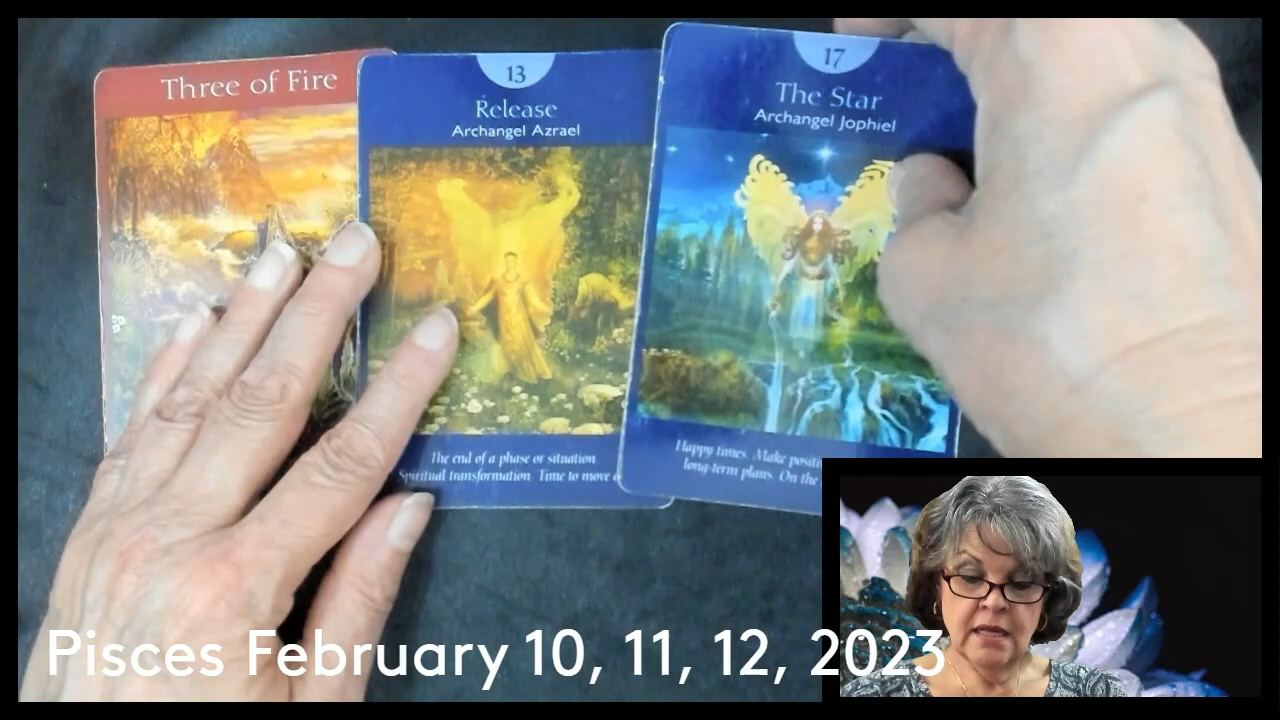 Three of Fire
13
Release
Archangel Azrael
The end of a phase or situation
Spiritual transformation. Time to move
17
The Star
Archangel Jophiel
Happy times. Make
long-term plans. On the
Pisces February 10, 11, 12, 2023